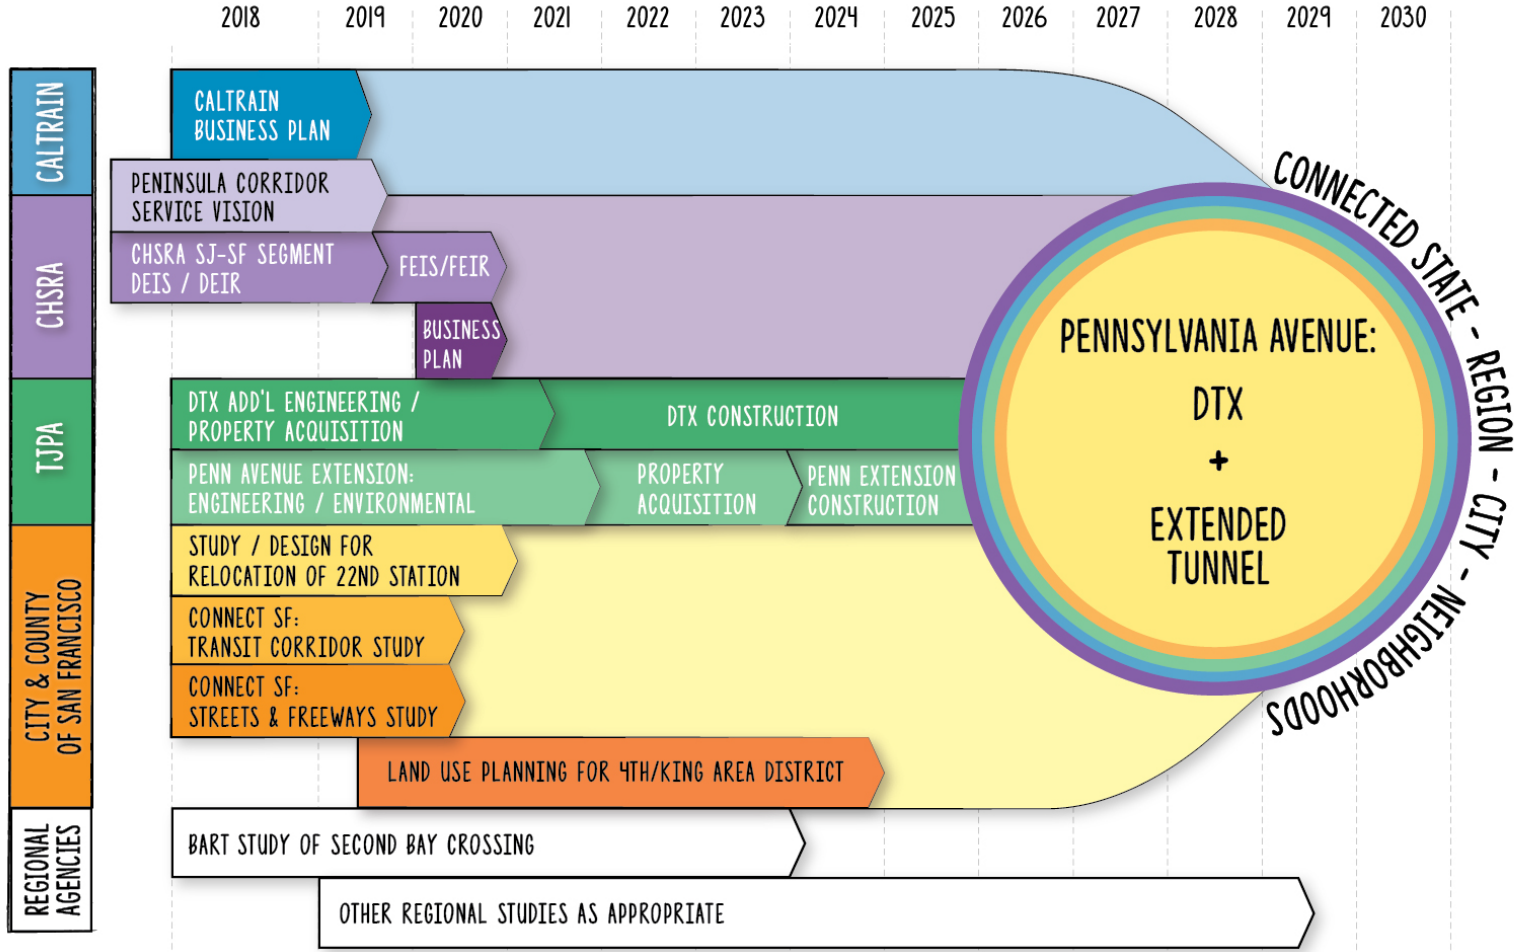 2018 2019 2020 2021 2022 2023 2024 2025 2026 2027 2028 2029 2030
CALTRAIN
CALTRAIN
BUSINESS PLAN
PENINSULA CORRIDOR
SERVICE VISION
CHSRA
CHSRA SJ-SF SEGMENT
DEIS / DEIR
FEIS/FEIR
BUSINESS
PLAN
TJPA
DTX ADD'L ENGINEERING /
PROPERTY ACQUISITION
DTX CONSTRUCTION
PENN AVENUE EXTENSION:
ENGINEERING / ENVIRONMENTAL
PROPERTY
ACQUISITION
PENN EXTENSION
CONSTRUCTION
CITY & COUNTY
OF SAN FRANCISCO
STUDY / DESIGN FOR
RELOCATION OF 22ND STATION
CONNECT SF:
TRANSIT CORRIDOR STUDY
CONNECT SF:
STREETS & FREEWAYS STUDY
LAND USE PLANNING FOR 4TH/KING AREA DISTRICT
REGIONAL
AGENCIES
BART STUDY OF SECOND BAY CROSSING
OTHER REGIONAL STUDIES AS APPROPRIATE
PENNSYLVANIA AVENUE:
DTX
+
EXTENDED
TUNNEL
CONNECTED STATE - REGION - CITY - NEIGHBORHOODS